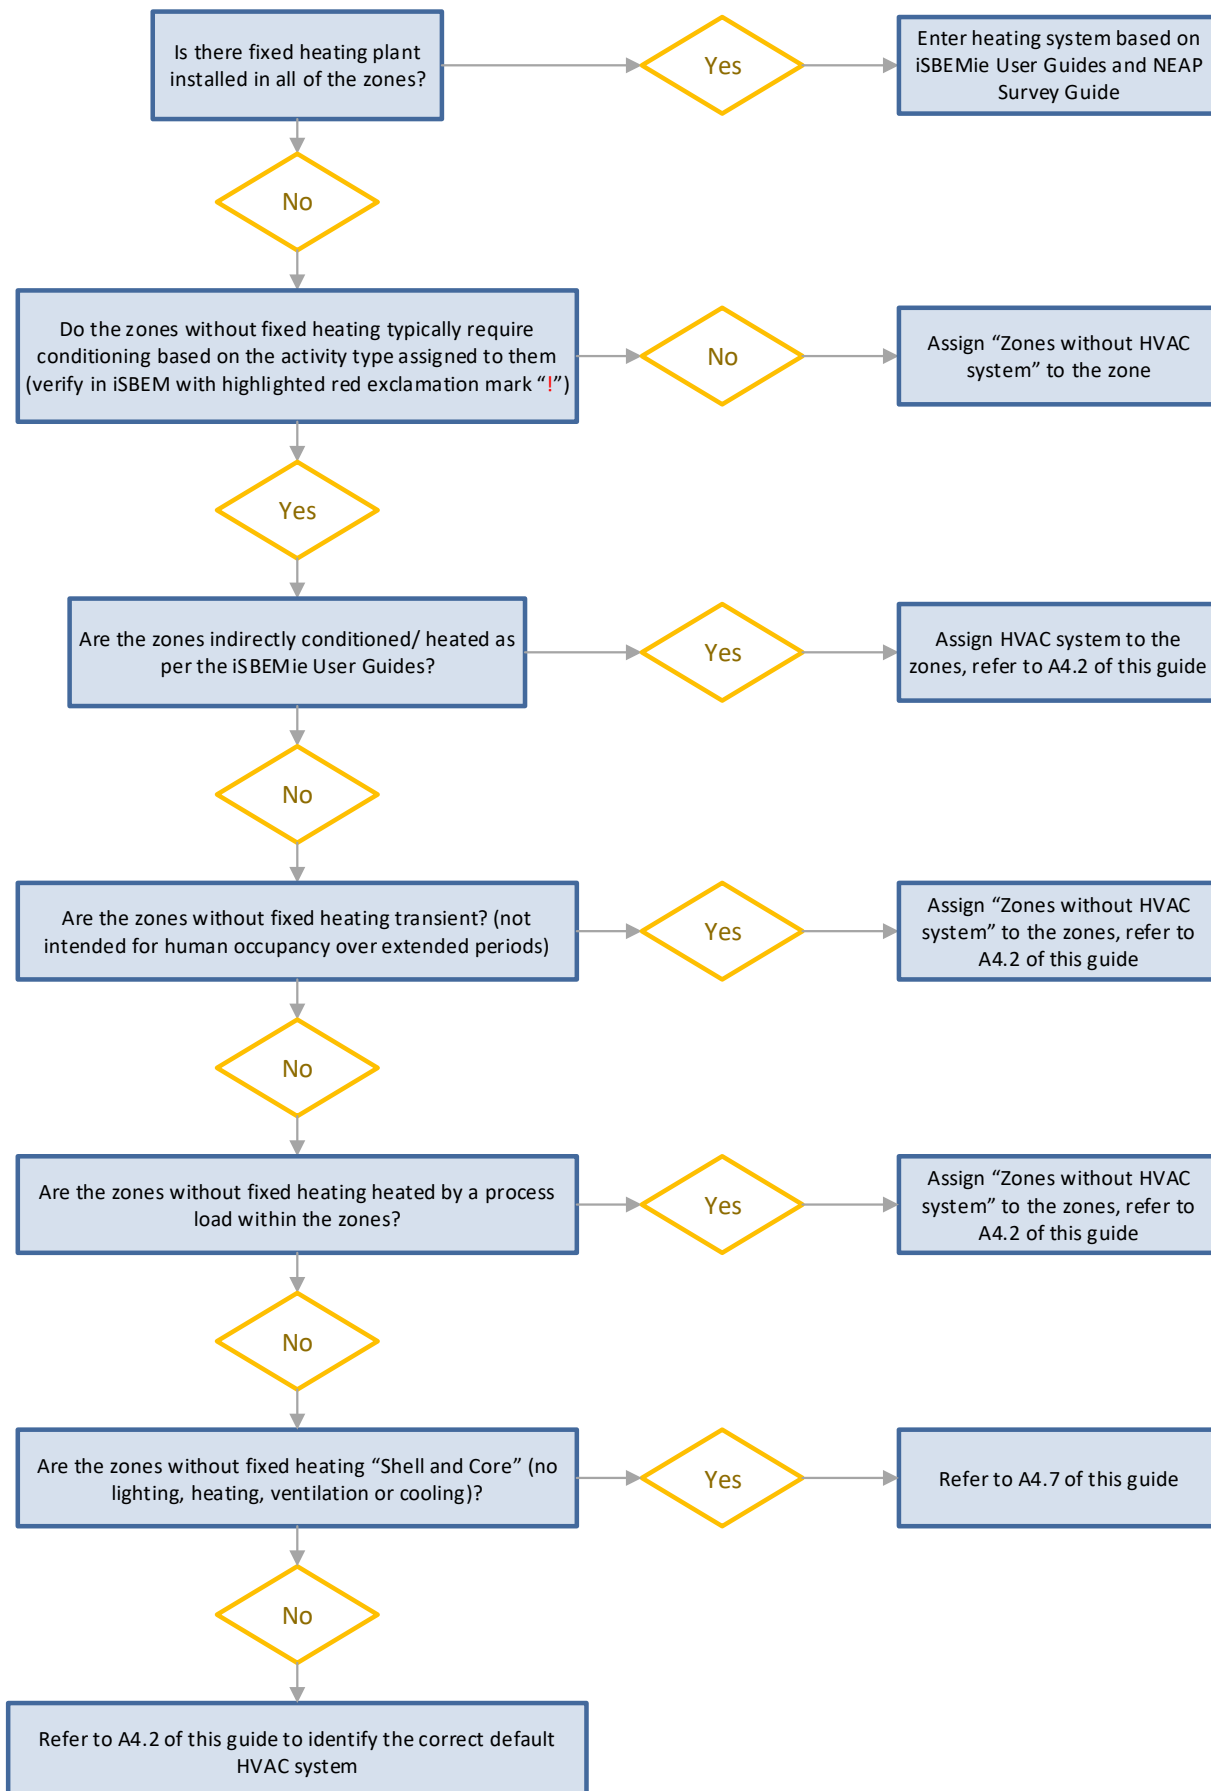 Is there fixed heating plant
installed in all of the zones?
Yes
Enter heating system based on
iSBEMie User Guides and NEAP
Survey Guide
No
Do the zones without fixed heating typically require
conditioning based on the activity type assigned to them
(verify in iSBEM with highlighted red exclamation mark “!”)
No
Assign “Zones without HVAC
system” to the zone
Yes
Are the zones indirectly conditioned/ heated as
per the iSBEMie User Guides?
Yes
Assign HVAC system to the
zones, refer to A4.2 of this guide
No
Are the zones without fixed heating transient? (not
intended for human occupancy over extended periods)
Yes
Assign “Zones without HVAC
system” to the zones, refer to
A4.2 of this guide
No
Are the zones without fixed heating heated by a process
load within the zones?
Yes
Assign “Zones without HVAC
system” to the zones, refer to
A4.2 of this guide
No
Are the zones without fixed heating “Shell and Core” (no
lighting, heating, ventilation or cooling)?
Yes
Refer to A4.7 of this guide
No
Refer to A4.2 of this guide to identify the correct default
HVAC system